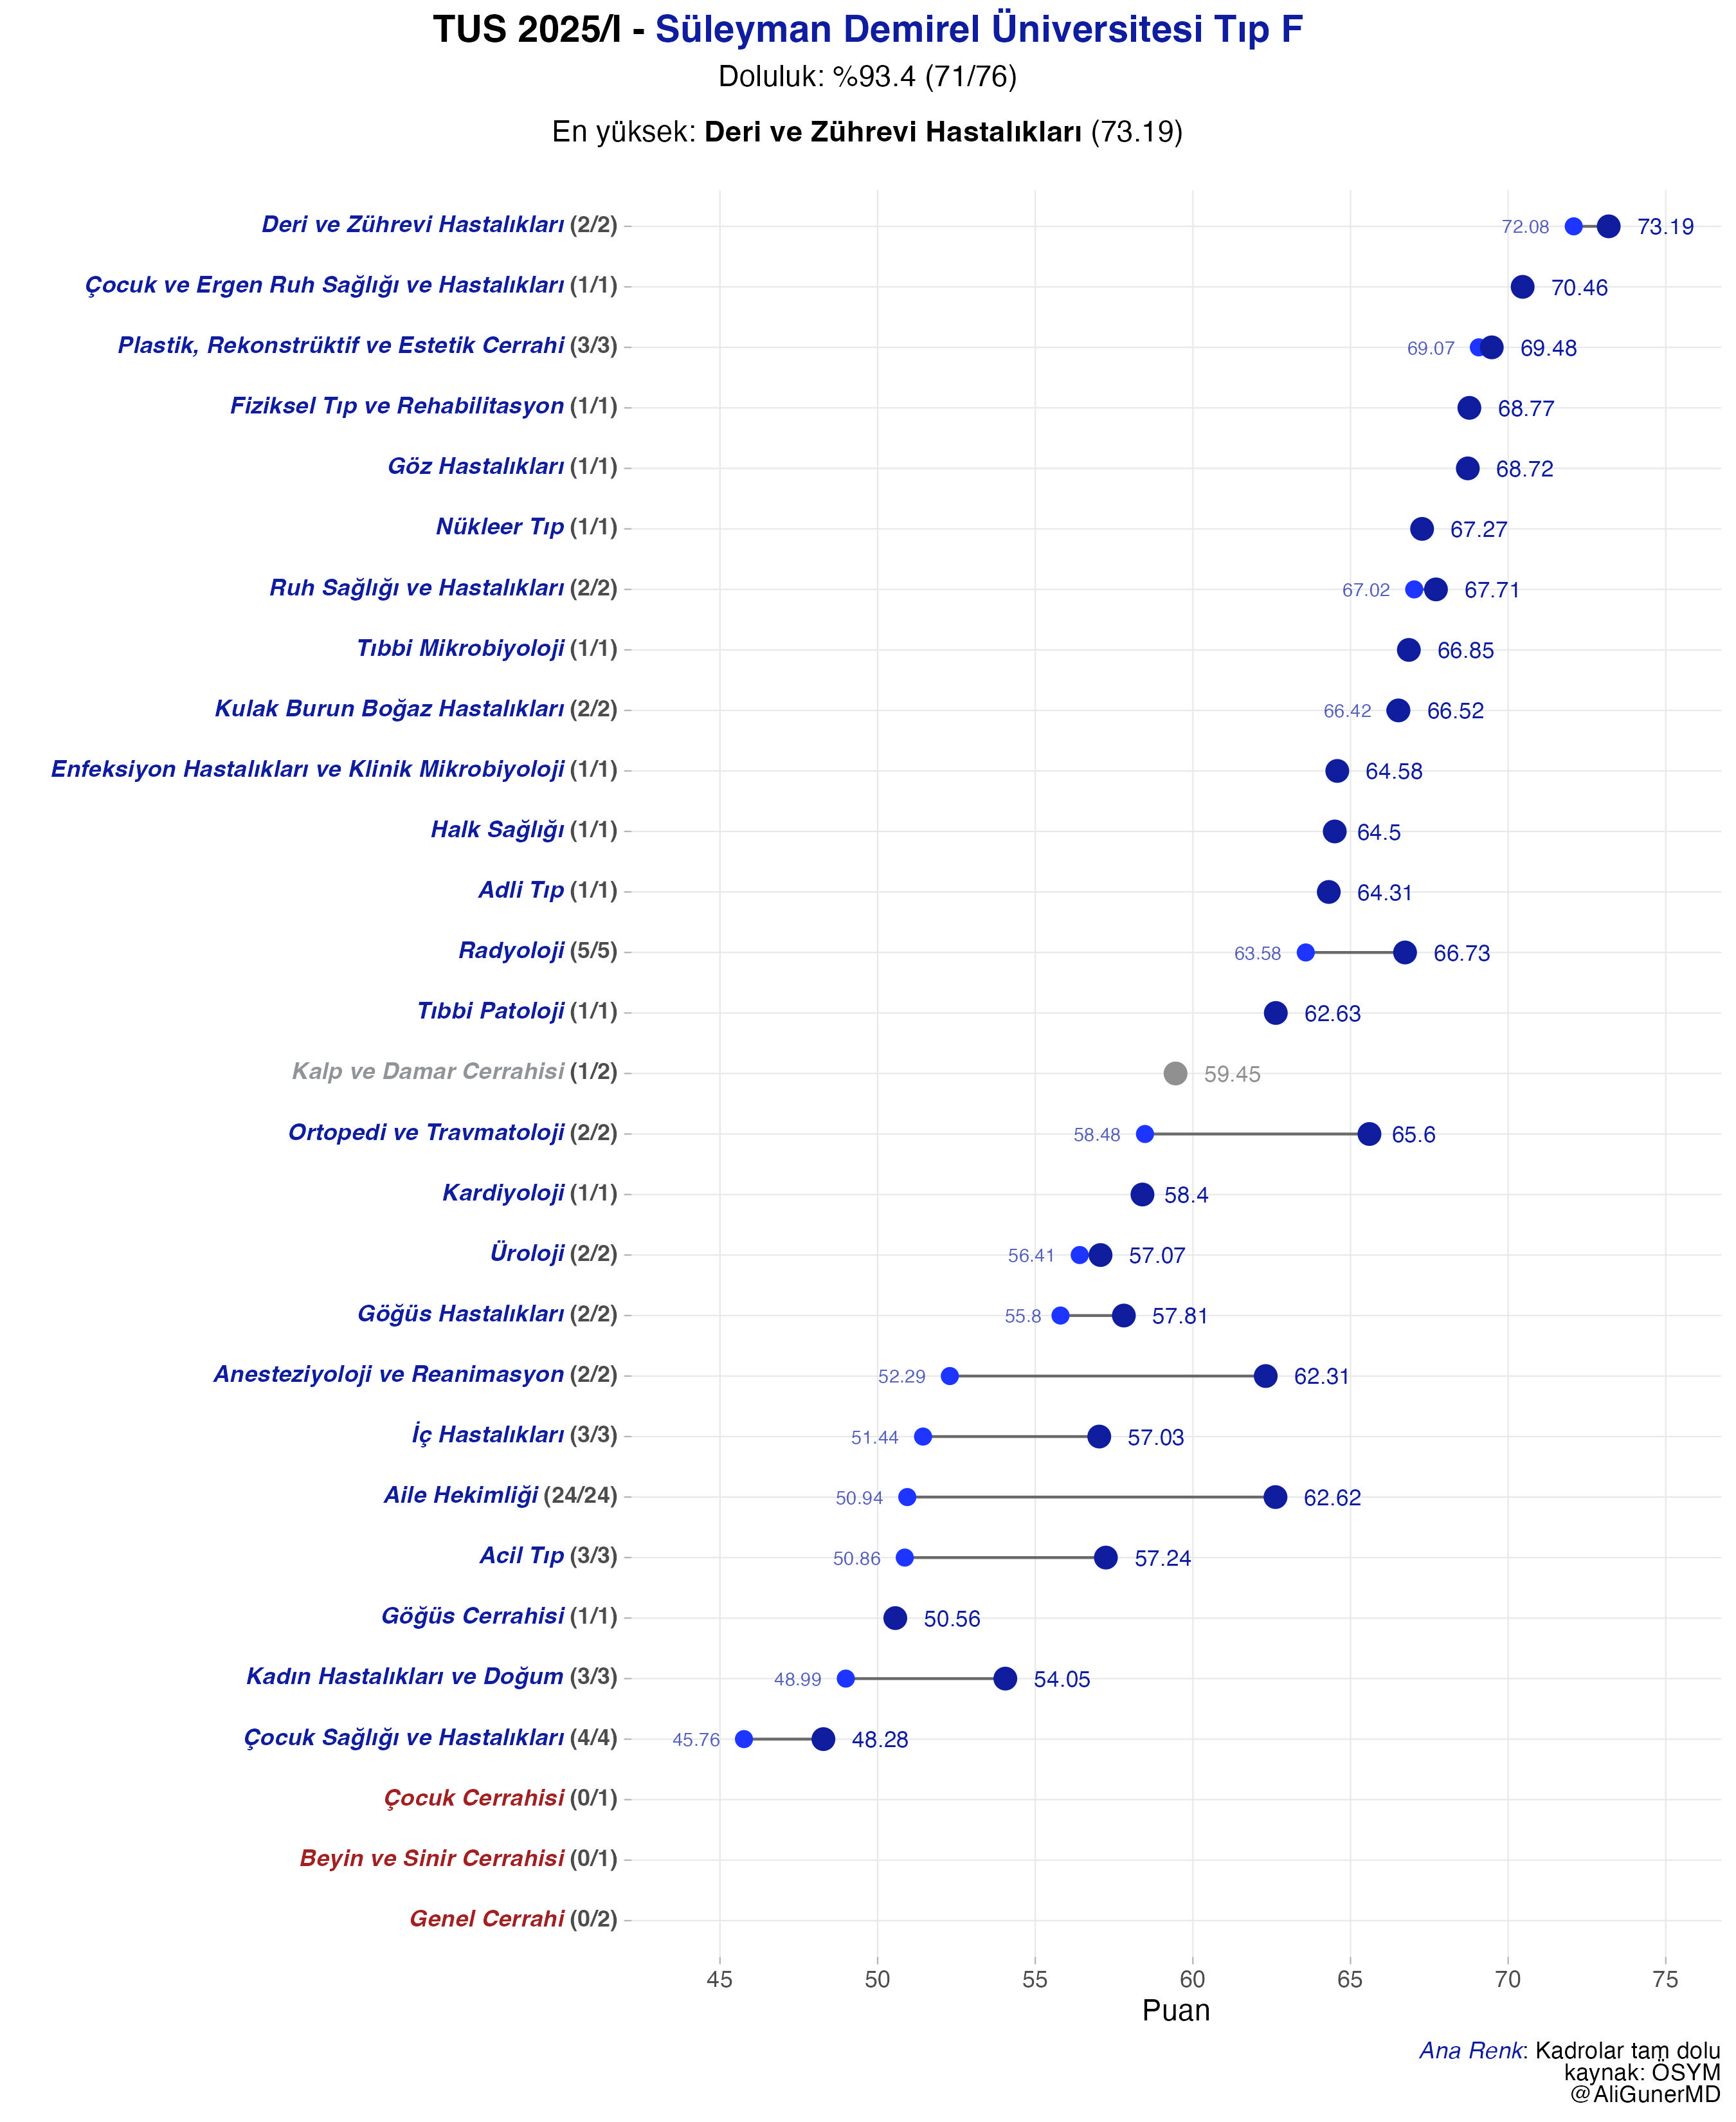 TUS 2025/I - Süleyman Demirel Üniversitesi Tıp F
Doluluk: %93.4 (71/76)
En yüksek: Deri ve Zührevi Hastalıkları (73.19)
Deri ve Zührevi Hastalıkları (2/2) 72.08 73.19
Çocuk ve Ergen Ruh Sağlığı ve Hastalıkları (1/1) 70.46
Plastik, Rekonstrüktif ve Estetik Cerrahi (3/3) 69.07 69.48
Fiziksel Tıp ve Rehabilitasyon (1/1) 68.77
Göz Hastalıkları (1/1) 68.72
Nükleer Tıp (1/1) 67.27
Ruh Sağlığı ve Hastalıkları (2/2) 67.02 67.71
Tıbbi Mikrobiyoloji (1/1) 66.85
Kulak Burun Boğaz Hastalıkları (2/2) 66.42 66.52
Enfeksiyon Hastalıkları ve Klinik Mikrobiyoloji (1/1) 64.58
Halk Sağlığı (1/1) 64.5
Adli Tıp (1/1) 64.31
Radyoloji (5/5) 63.58 66.73
Tıbbi Patoloji (1/1) 62.63
Kalp ve Damar Cerrahisi (1/2) 59.45
Ortopedi ve Travmatoloji (2/2) 58.48 65.6
Kardiyoloji (1/1) 58.4
Üroloji (2/2) 56.41 57.07
Göğüs Hastalıkları (2/2) 55.8 57.81
Anesteziyoloji ve Reanimasyon (2/2) 52.29 62.31
İç Hastalıkları (3/3) 51.44 57.03
Aile Hekimliği (24/24) 50.94 62.62
Acil Tıp (3/3) 50.86 57.24
Göğüs Cerrahisi (1/1) 50.56
Kadın Hastalıkları ve Doğum (3/3) 48.99 54.05
Çocuk Sağlığı ve Hastalıkları (4/4) 45.76 48.28
Çocuk Cerrahisi (0/1)
Beyin ve Sinir Cerrahisi (0/1)
Genel Cerrahi (0/2)
45 50 55 60 65 70 75
Puan
Ana Renk: Kadrolar tam dolu
kaynak: ÖSYM
@AliGunerMD